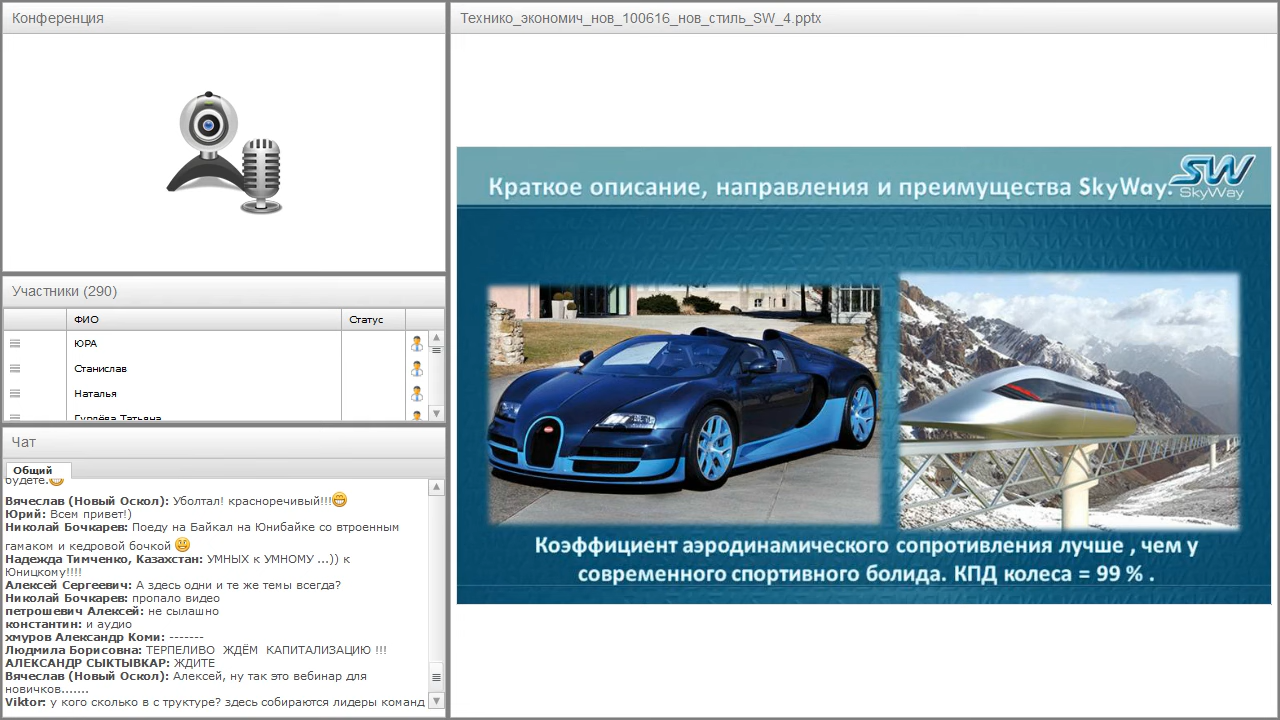 Конференция
Участники (290)
ФИО
Статус
ЮРА
Станислав
Наталья
Гуляёва Татьяна
Чат
Общий
будете.
Вячеслав (Новый Оскол): Уболтал! красноречивый!!!
Юрий: Всем привет!)
Николай Бочкарев: Поеду на Байкал на Юнибайке со втроенным
гамаком и кедровой бочкой
Надежда Тимченко, Казахстан: УМНЫХ к УМНОМУ ...)) к
Юницкому!!!!
Алексей Сергеевич: А здесь одни и те же темы всегда?
Николай Бочкарев: пропало видео
петрошевич Алексей: не сылашно
константин: и аудио
хмуров Александр Коми: -------
Людмила Борисовна: ТЕРПЕЛИВО ЖДЁМ КАПИТАЛИЗАЦИЮ !!!
АЛЕКСАНДР СЫКТЫВКАР: ЖДИТЕ
Вячеслав (Новый Оскол): Алексей, ну так это вебинар для
новичков.......
Viktor: у кого сколько в с труктуре? здесь собираются лидеры команд
Технико_экономич_нов_100616_нов_стиль_SW_4.pptx
Краткое описание, направления и преимущества SkyWay.
SW
SkyWay
Коэффициент аэродинамического сопротивления лучше , чем у
современного спортивного болида. КПД колеса = 99 % .